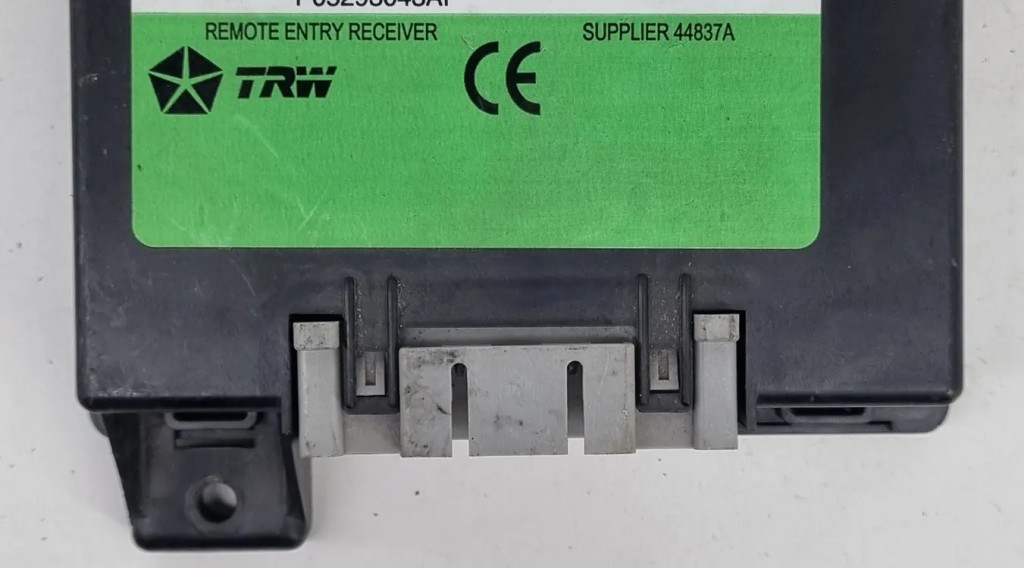 REMOTE ENTRY RECEIVER SUPPLIER 44837A
TRW CE